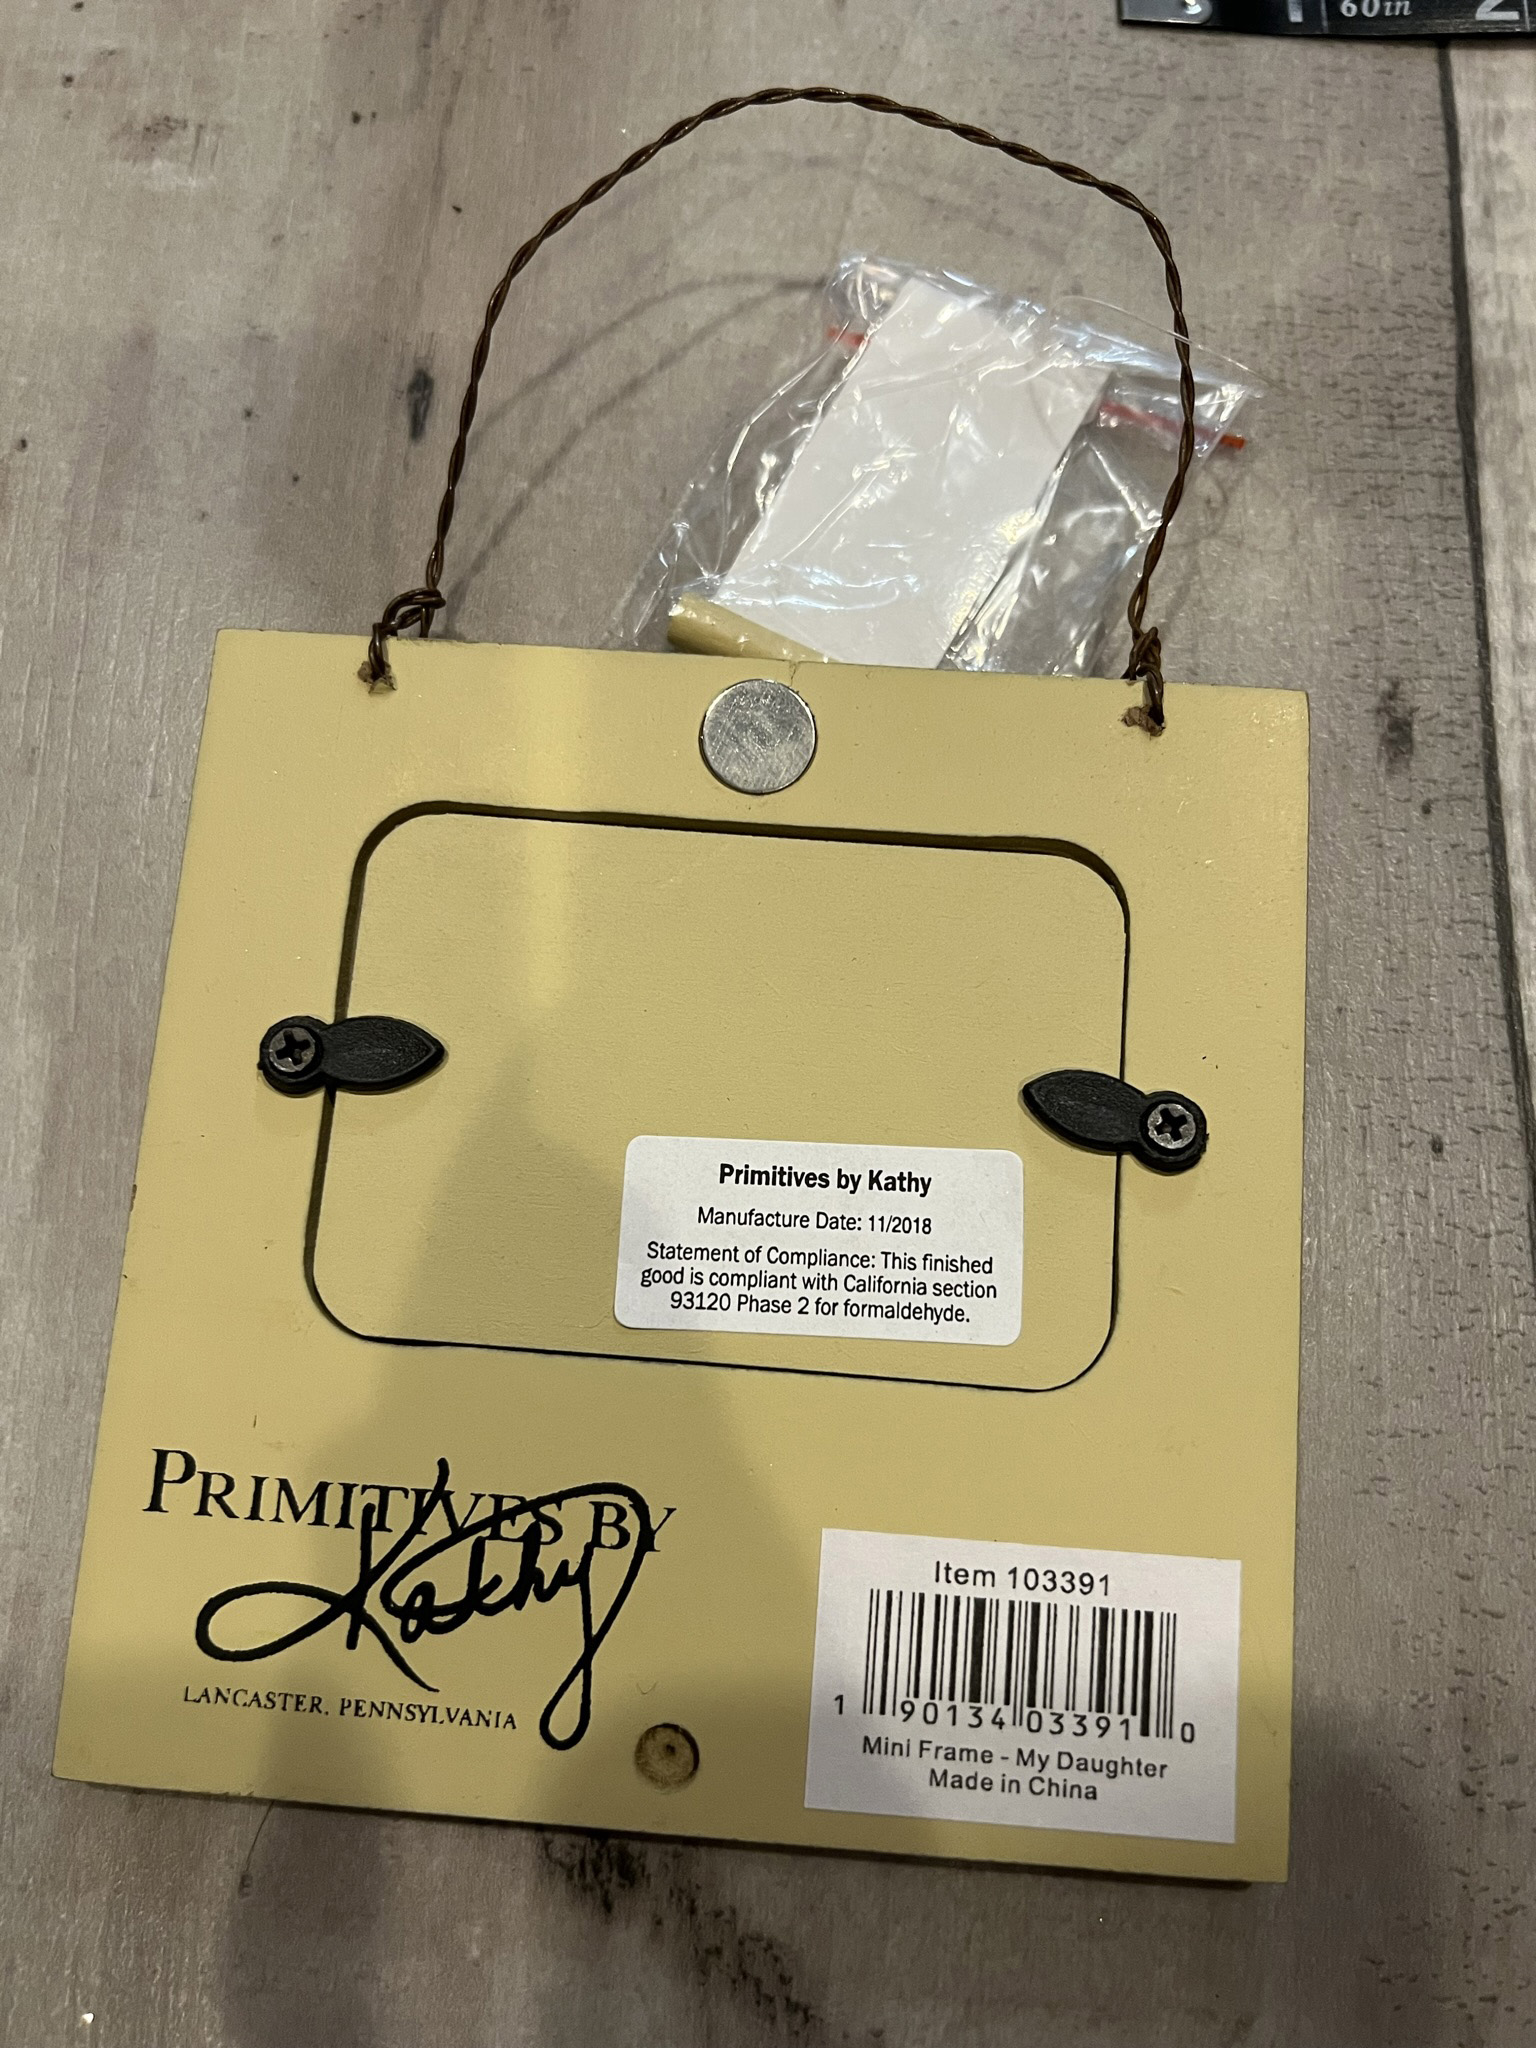 60in 2
Primitives by Kathy
Manufacture Date: 11/2018
Statement of Compliance: This finished
good is compliant with California section
93120 Phase 2 for formaldehyde.
PRIMITIVES BY
Kathy
LANCASTER, PENNSYLVANIA
Item 103391
1 90134 03391 0
Mini Frame - My Daughter
Made in China